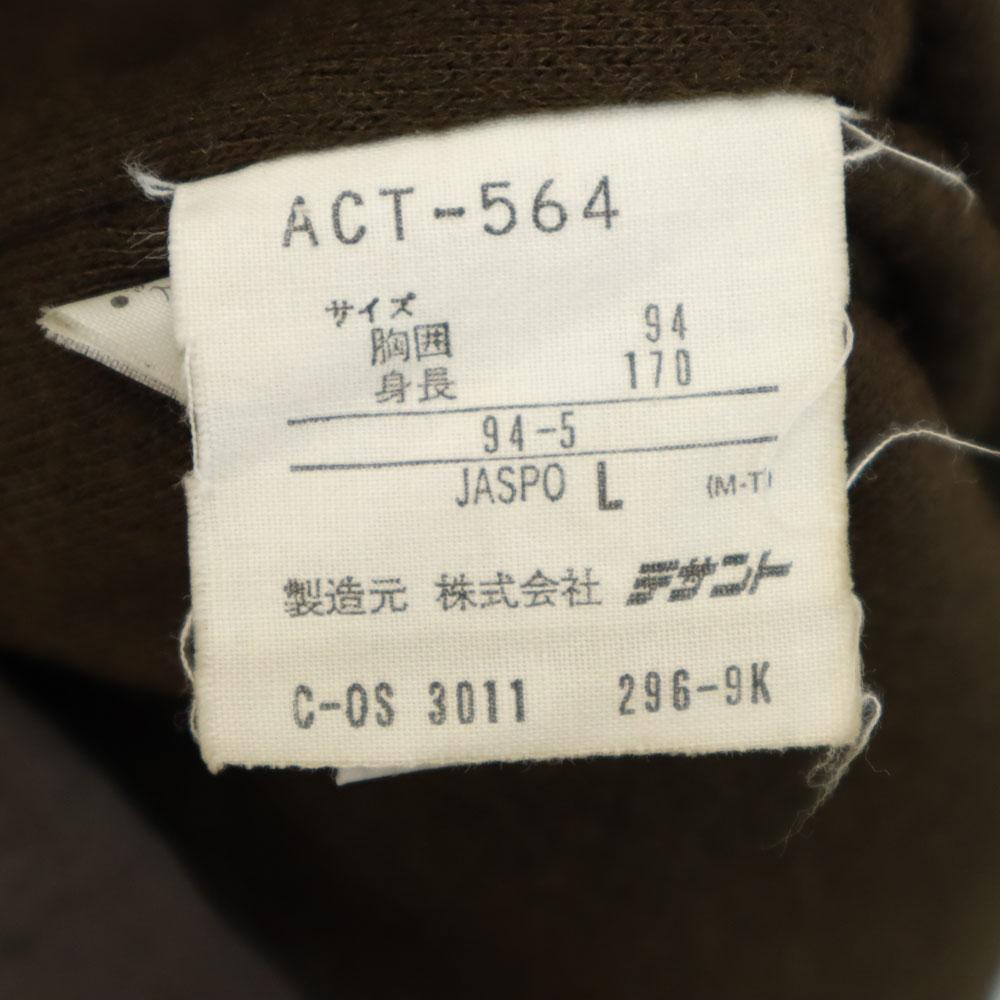 ACT-564
サイズ
胸囲 94
身長 170
94-5
JASPO L (M-T)
製造元 株式会社 デサント
C-OS 3011 296-9K